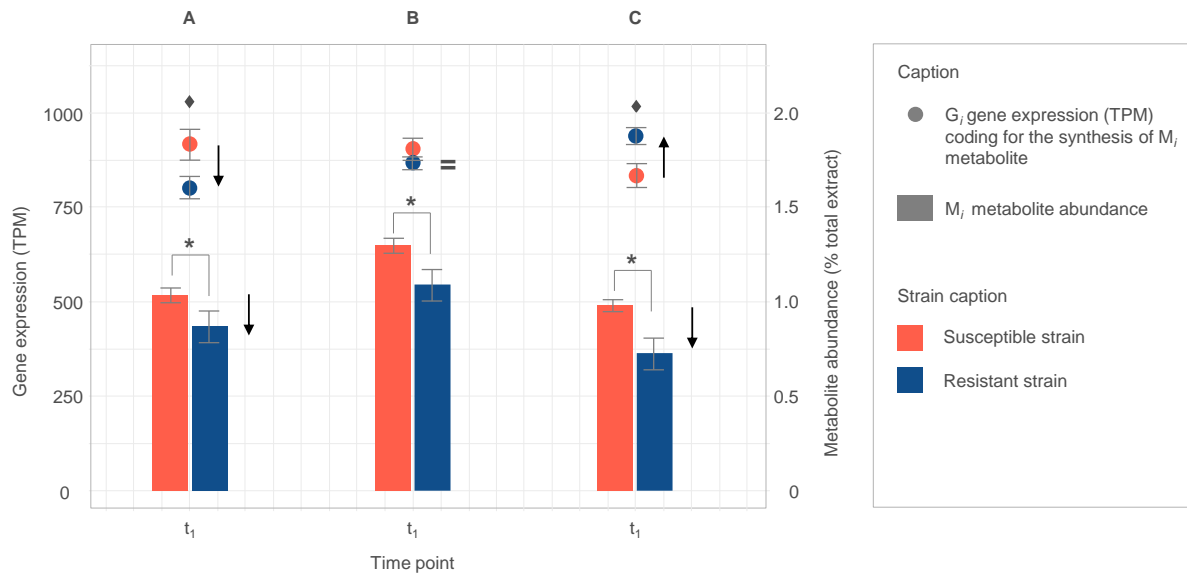 A
B
C
1000
750
500
250
0
Gene expression (TPM)
2.0
1.5
1.0
0.5
0
Metabolite abundance (% total extract)
*
*
*
=
t₁
t₁
t₁
Time point
Caption
Gᵢ gene expression (TPM)
coding for the synthesis of Mᵢ
metabolite
Mᵢ metabolite abundance
Strain caption
Susceptible strain
Resistant strain